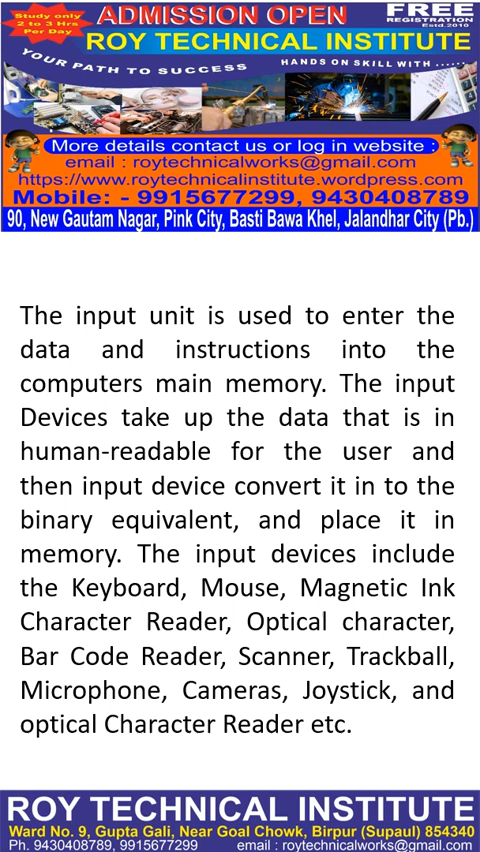 Study only
2 to 3 Hrs
Per Day
ADMISSION OPEN
FREE
REGISTRATION
Estd.2010
ROY TECHNICAL INSTITUTE
YOUR PATH TO SUCCESS
HANDS ON SKILL WITH ......
More details contact us or log in website :
email : roytechnicalworks@gmail.com
https://www.roytechnicalinstitute.wordpress.com
Mobile: - 9915677299, 9430408789
90, New Gautam Nagar, Pink City, Basti Bawa Khel, Jalandhar City (Pb.)
The input unit is used to enter the
data and instructions into the
computers main memory. The input
Devices take up the data that is in
human-readable for the user and
then input device convert it in to the
binary equivalent, and place it in
memory. The input devices include
the Keyboard, Mouse, Magnetic Ink
Character Reader, Optical character,
Bar Code Reader, Scanner, Trackball,
Microphone, Cameras, Joystick, and
optical Character Reader etc.
ROY TECHNICAL INSTITUTE
Ward No. 9, Gupta Gali, Near Goal Chowk, Birpur (Supaul) 854340
Ph. 9430408789, 9915677299 email : roytechnicalworks@gmail.com